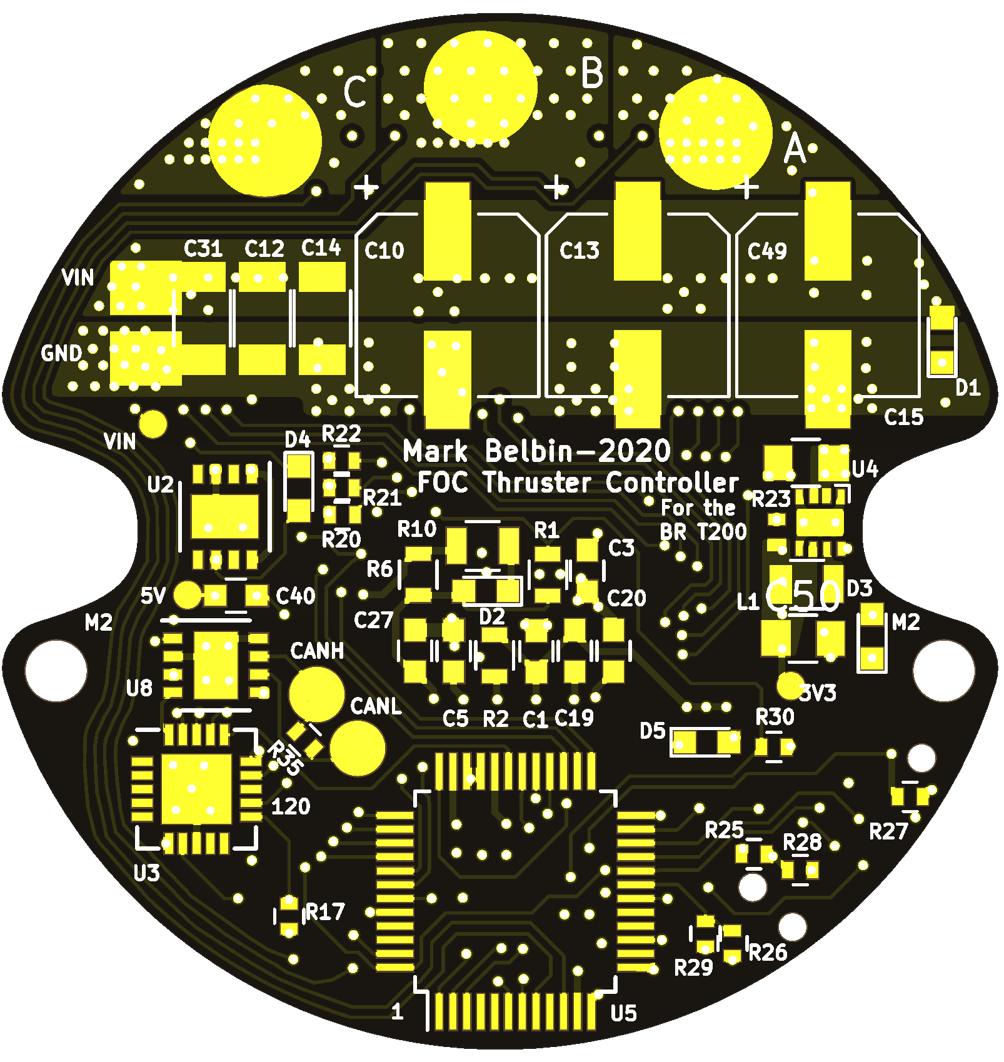 C
B
A
+
+
+
C31
C12
C14
C10
C13
C49
VIN
GND
D1
C15
VIN
D4
R22
Mark Belbin-2020
FOC Thruster Controller
For the
BR T200
U2
R21
R20
U4
R23
R10
R1
C3
R6
5V
C40
D2
C20
L1
C50
D3
M2
C27
M2
CANH
U8
CANL
C5
R2
C1
C19
3V3
D5
R30
R35
120
R27
R25
R28
U3
R17
R29
R26
1
U5